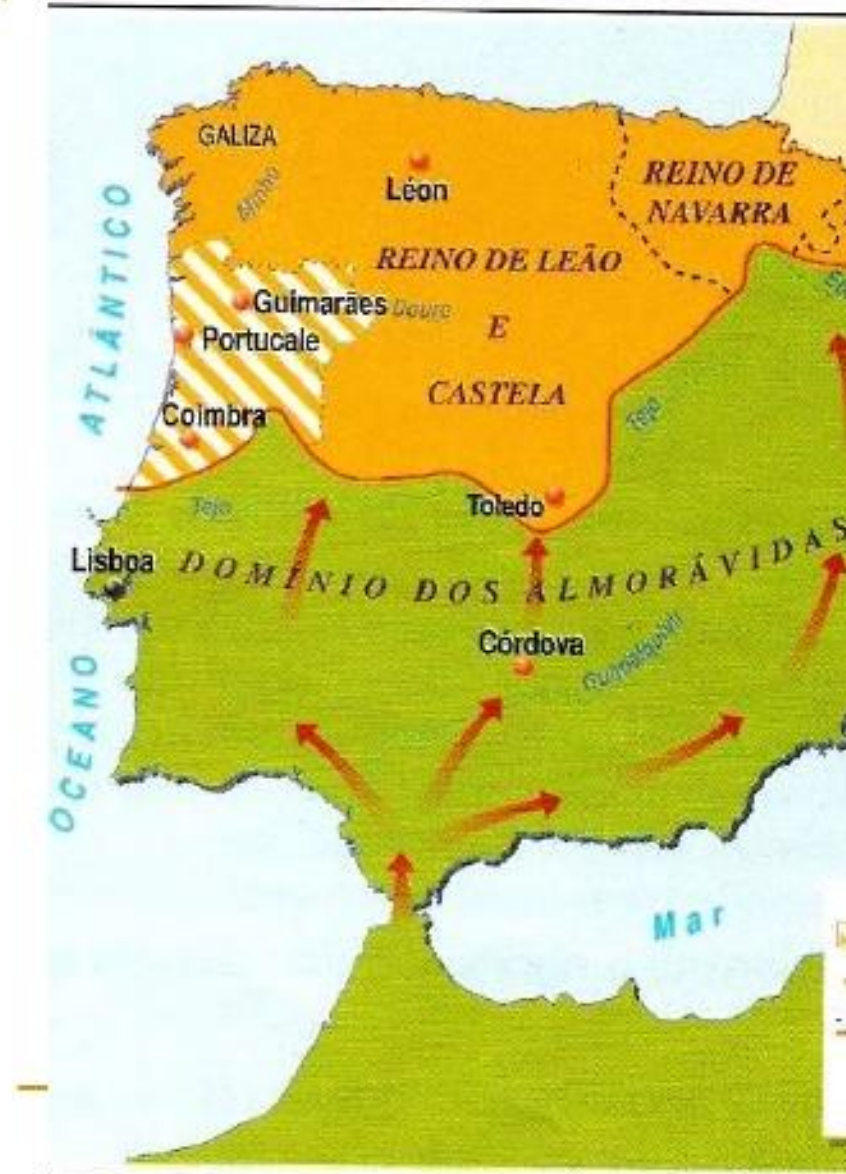 GALIZA
Léon
Minho
REINO DE
NAVARRA
REINO DE LEÃO
E
CASTELA
Guimarães
Douro
Portucale
Coimbra
ATLÂNTICO
Tejo
Toledo
Tejo
Lisboa
DOMÍNIO DOS ALMORÁVIDAS
Córdova
OCEANO
Mar